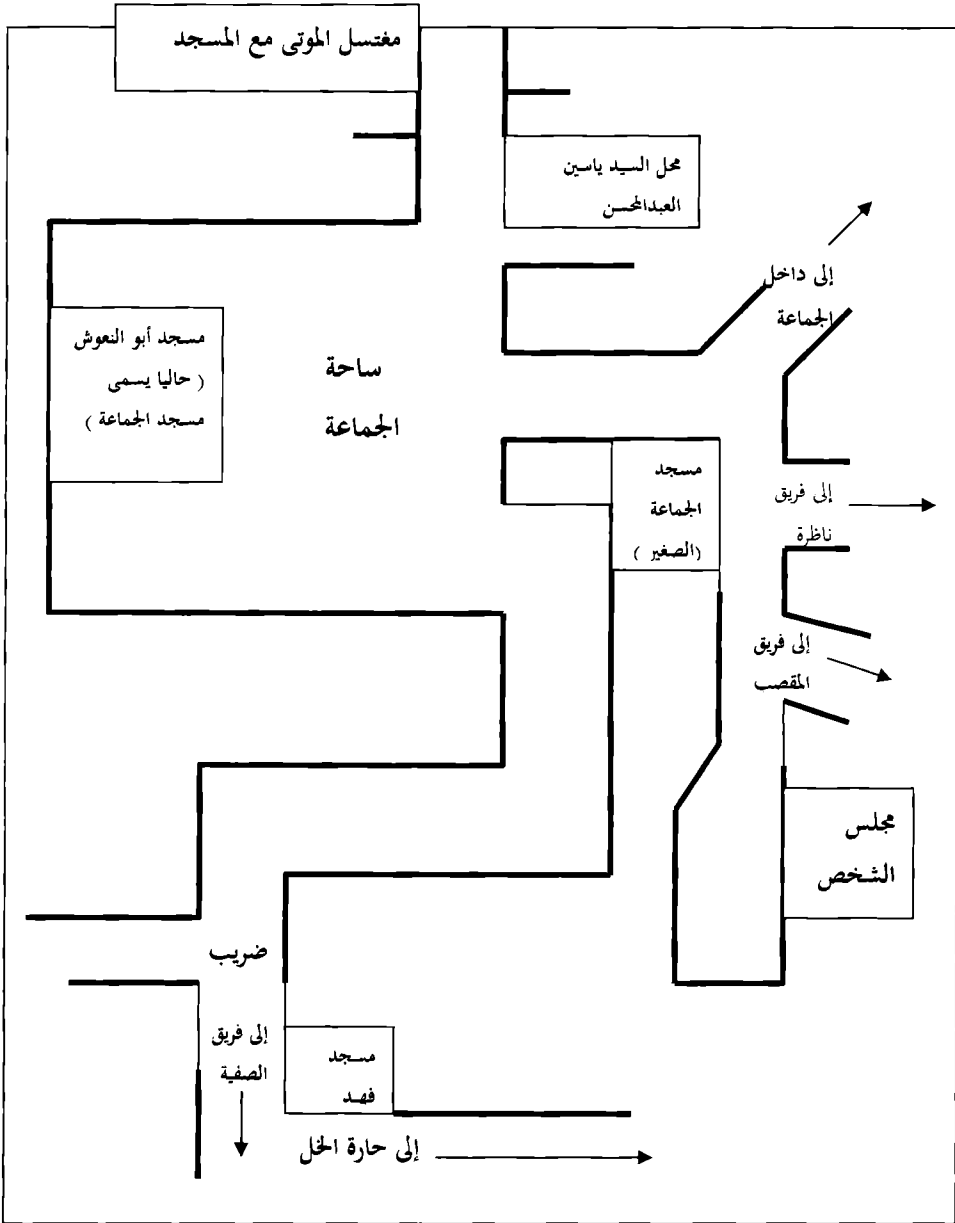 مغتسل الموتى مع المسجد
محل السيد ياسين
العبدالمحسن
إلى داخل
الجماعة
مسجد أبو النعوش
( حاليا يسمى
مسجد الجماعة )
ساحة
الجماعة
مسجد
الجماعة
(الصغير )
إلى فريق
ناظرة
إلى فريق
المقصب
مجلس
الشخص
ضريب
إلى فريق
الصفية
مسجد
فهد
إلى حارة الخل